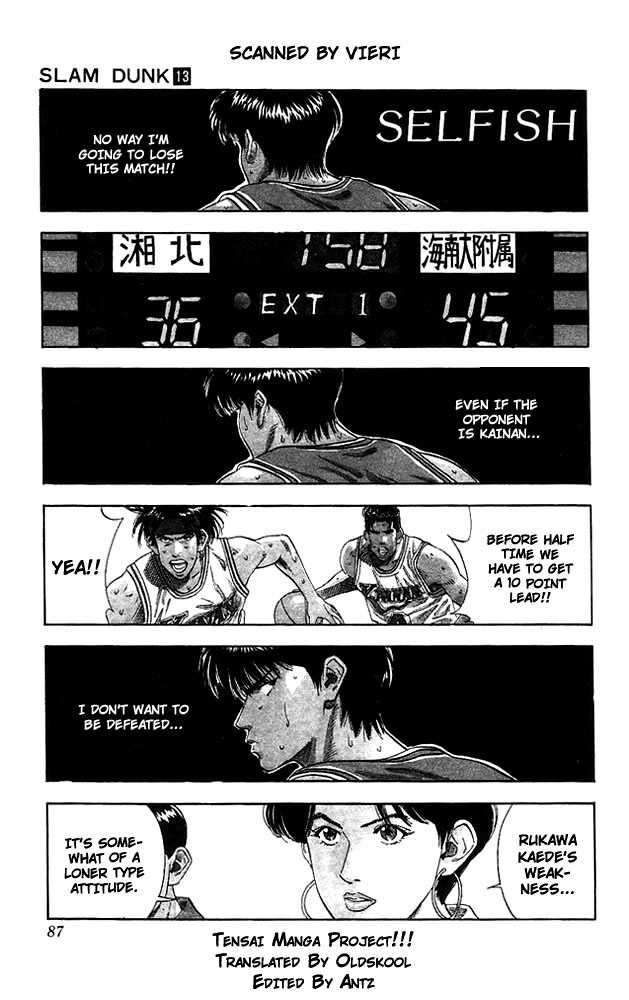 SCANNED BY VIERI
SLAM DUNK 13
NO WAY I'M
GOING TO LOSE
THIS MATCH!!
SELFISH
湘北
1 58
海南大附属
36
EXT 1
45
EVEN IF THE
OPPONENT
IS KAINAN...
YEA!!
BEFORE HALF
TIME WE
HAVE TO GET
A 10 POINT
LEAD!!
KAINAN
I DON'T WANT TO
BE DEFEATED...
RUKAWA
KAEDE'S
WEAK-
NESS...
IT'S SOME-
WHAT OF A
LONER TYPE
ATTITUDE.
87
TENSAI MANGA PROJECT!!!
TRANSLATED BY OLDSKOOL
EDITED BY ANTZ